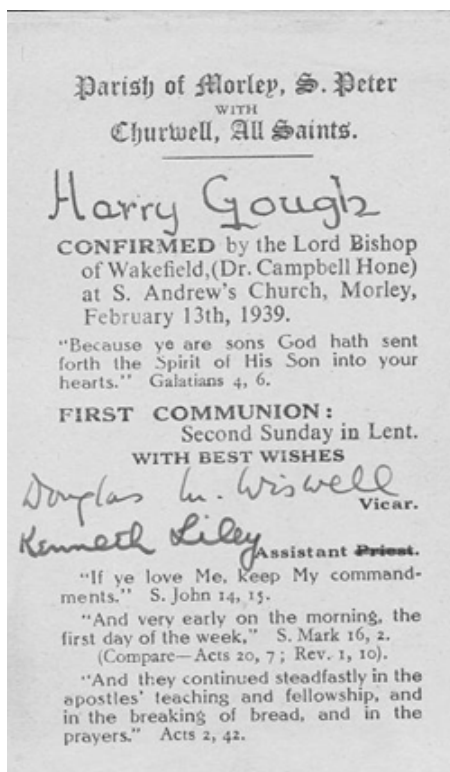 Parish of Morley, S. Peter
WITH
Churwell, All Saints.
Harry Gough
CONFIRMED by the Lord Bishop
of Wakefield,(Dr. Campbell Hone)
at S. Andrew's Church, Morley,
February 13th, 1939.
"Because ye are sons God hath sent
forth the Spirit of His Son into your
hearts." Galatians 4, 6.
FIRST COMMUNION:
Second Sunday in Lent.
WITH BEST WISHES
Douglas M. Wiswell
Vicar.
Kenneth Liley
Assistant Priest.
"If ye love Me, keep My command-
ments." S. John 14, 15.
"And very early on the morning, the
first day of the week," S. Mark 16, 2.
(Compare—Acts 20, 7; Rev. 1, 10).
"And they continued steadfastly in the
apostles' teaching and fellowship, and
in the breaking of bread, and in the
prayers." Acts 2, 42.